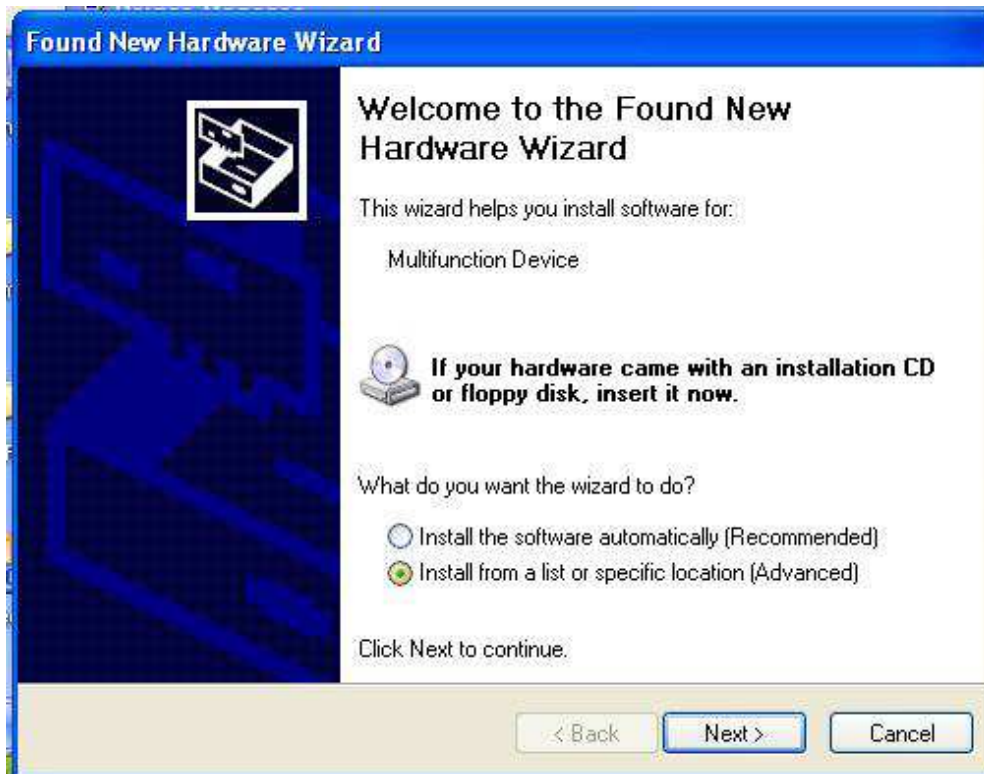 Found New Hardware Wizard
Welcome to the Found New
Hardware Wizard
This wizard helps you install software for:
Multifunction Device
If your hardware came with an installation CD
or floppy disk, insert it now.
What do you want the wizard to do?
Install the software automatically (Recommended)
Install from a list or specific location (Advanced)
Click Next to continue.
< Back
Next >
Cancel